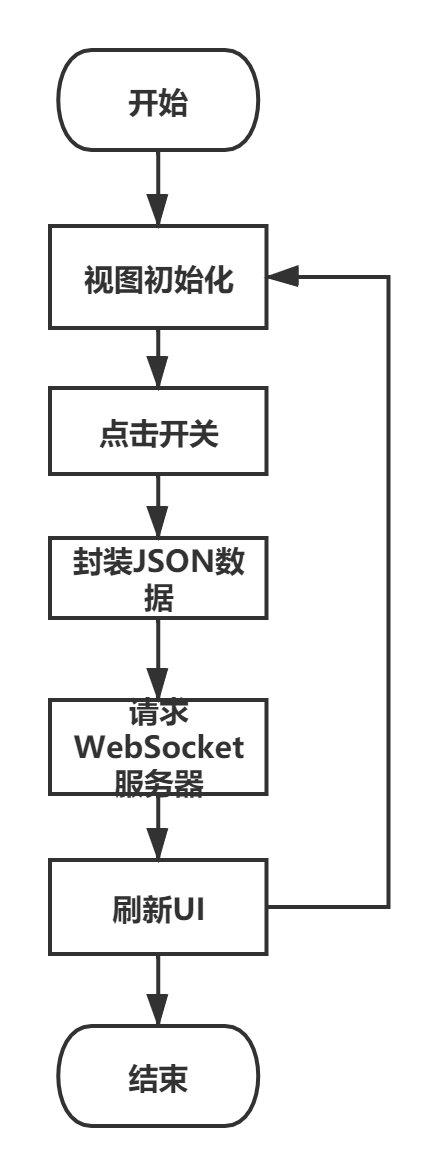 开始
视图初始化
点击开关
封装JSON数
据
请求
WebSocket
服务器
刷新UI
结束